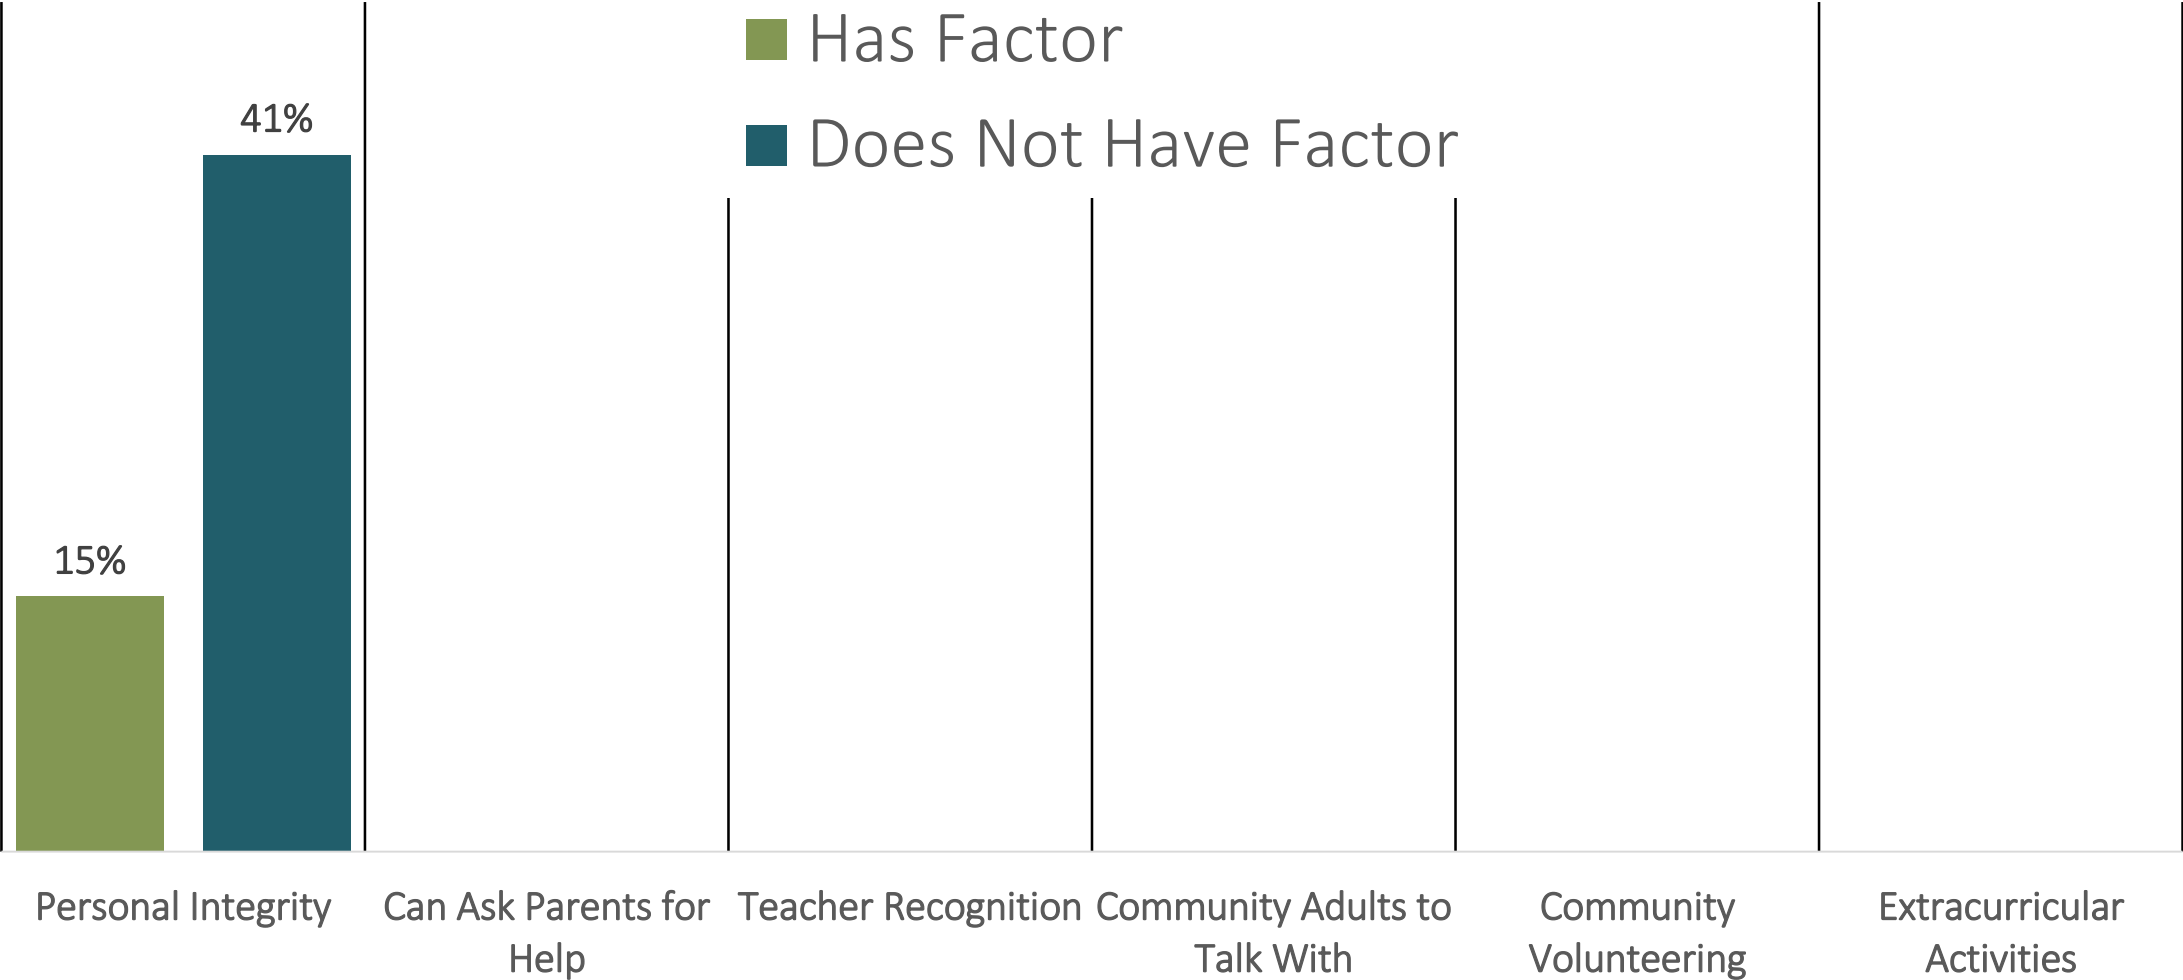 Has Factor
Does Not Have Factor
41%
15%
Personal Integrity
Can Ask Parents for
Help
Teacher Recognition
Community Adults to
Talk With
Community
Volunteering
Extracurricular
Activities